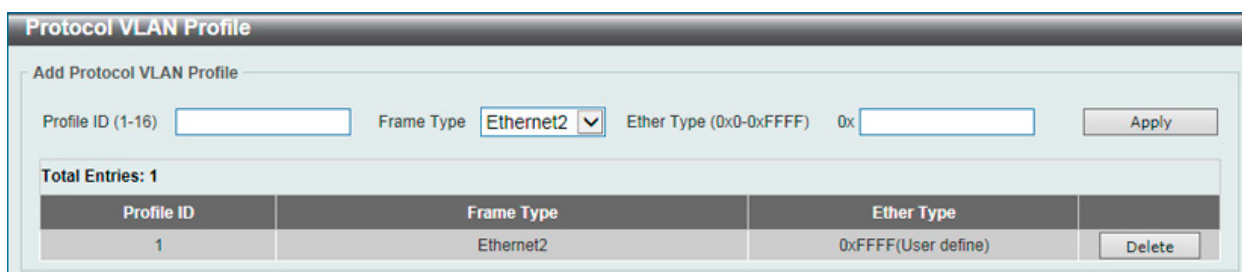 Protocol VLAN Profile
Add Protocol VLAN Profile
Profile ID (1-16) Frame Type Ethernet2 Ether Type (0x0-0xFFFF) 0x Apply
Total Entries: 1
Profile ID Frame Type Ether Type
1 Ethernet2 0xFFFF(User define) Delete